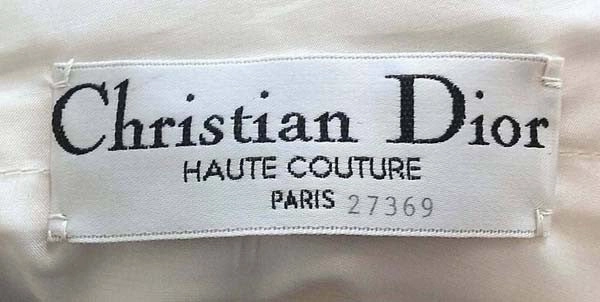 Christian Dior
HAUTE COUTURE
PARIS 27369